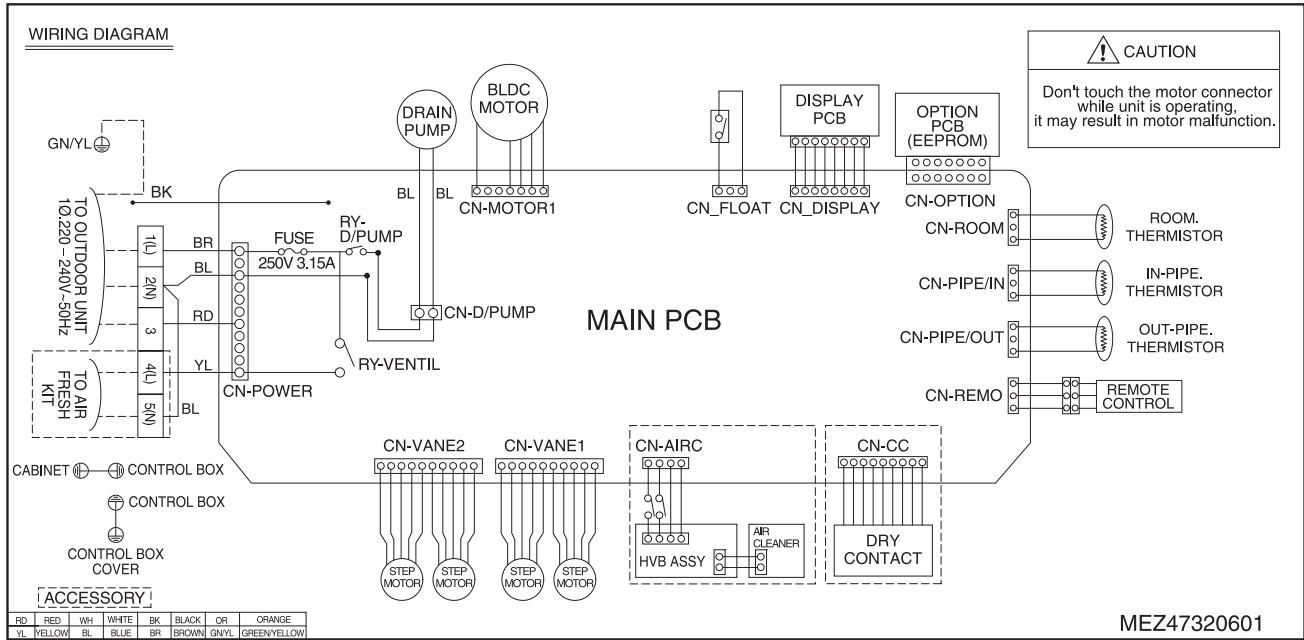 WIRING DIAGRAM
CAUTION
Don't touch the motor connector
while unit is operating,
it may result in motor malfunction.
BLDC
MOTOR
DRAIN
PUMP
DISPLAY
PCB
OPTION
PCB
(EEPROM)
GN/YL
BK
BL
BL
CN-MOTOR1
CN_FLOAT
CN_DISPLAY
CN-OPTION
TO OUTDOOR UNIT
1Ø.220 – 240V~50Hz
1(L)
2(N)
3
4(L)
5(N)
BR
BL
RD
YL
BL
TO AIR
FRESH
KIT
FUSE
250V 3.15A
RY-
D/PUMP
CN-D/PUMP
RY-VENTIL
CN-POWER
MAIN PCB
CN-ROOM
ROOM.
THERMISTOR
CN-PIPE/IN
IN-PIPE.
THERMISTOR
CN-PIPE/OUT
OUT-PIPE.
THERMISTOR
CN-REMO
REMOTE
CONTROL
CN-VANE2
CN-VANE1
CN-AIRC
CN-CC
STEP
MOTOR
STEP
MOTOR
STEP
MOTOR
STEP
MOTOR
HVB ASSY
AIR
CLEANER
DRY
CONTACT
CABINET
CONTROL BOX
CONTROL BOX
CONTROL BOX
COVER
ACCESSORY
RD RED WH WHITE BK BLACK OR ORANGE
YL YELLOW BL BLUE BR BROWN GN/YL GREEN/YELLOW
MEZ47320601